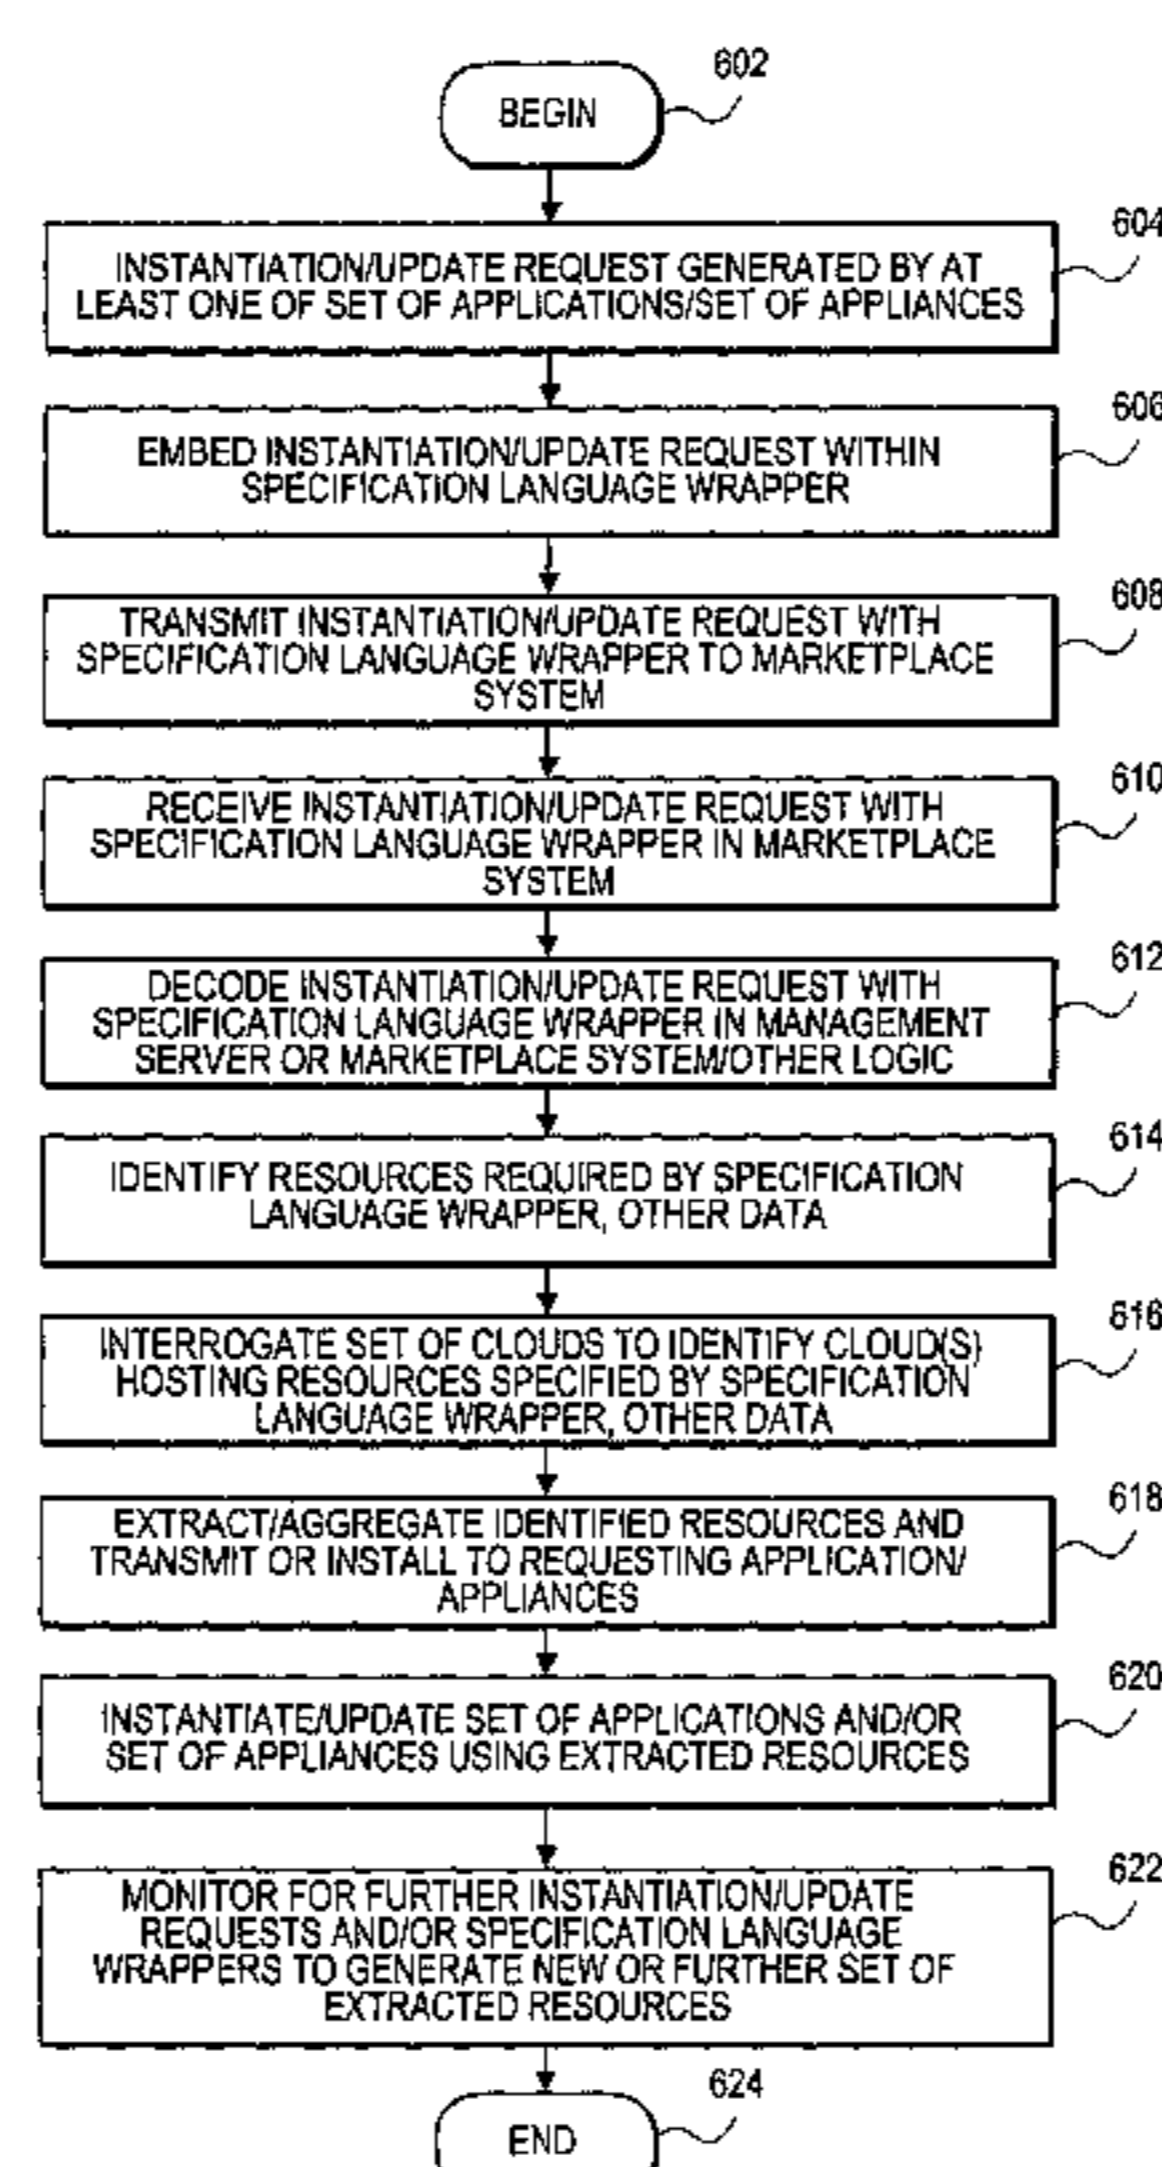 602
BEGIN
604
INSTANTIATION/UPDATE REQUEST GENERATED BY AT
LEAST ONE OF SET OF APPLICATIONS/SET OF APPLIANCES
606
EMBED INSTANTIATION/UPDATE REQUEST WITHIN
SPECIFICATION LANGUAGE WRAPPER
608
TRANSMIT INSTANTIATION/UPDATE REQUEST WITH
SPECIFICATION LANGUAGE WRAPPER TO MARKETPLACE
SYSTEM
610
RECEIVE INSTANTIATION/UPDATE REQUEST WITH
SPECIFICATION LANGUAGE WRAPPER IN MARKETPLACE
SYSTEM
612
DECODE INSTANTIATION/UPDATE REQUEST WITH
SPECIFICATION LANGUAGE WRAPPER IN MANAGEMENT
SERVER OR MARKETPLACE SYSTEM/OTHER LOGIC
614
IDENTIFY RESOURCES REQUIRED BY SPECIFICATION
LANGUAGE WRAPPER, OTHER DATA
616
INTERROGATE SET OF CLOUDS TO IDENTIFY CLOUD(S)
HOSTING RESOURCES SPECIFIED BY SPECIFICATION
LANGUAGE WRAPPER, OTHER DATA
618
EXTRACT/AGGREGATE IDENTIFIED RESOURCES AND
TRANSMIT OR INSTALL TO REQUESTING APPLICATION/
APPLIANCES
620
INSTANTIATE/UPDATE SET OF APPLICATIONS AND/OR
SET OF APPLIANCES USING EXTRACTED RESOURCES
622
MONITOR FOR FURTHER INSTANTIATION/UPDATE
REQUESTS AND/OR SPECIFICATION LANGUAGE
WRAPPERS TO GENERATE NEW OR FURTHER SET OF
EXTRACTED RESOURCES
624
END